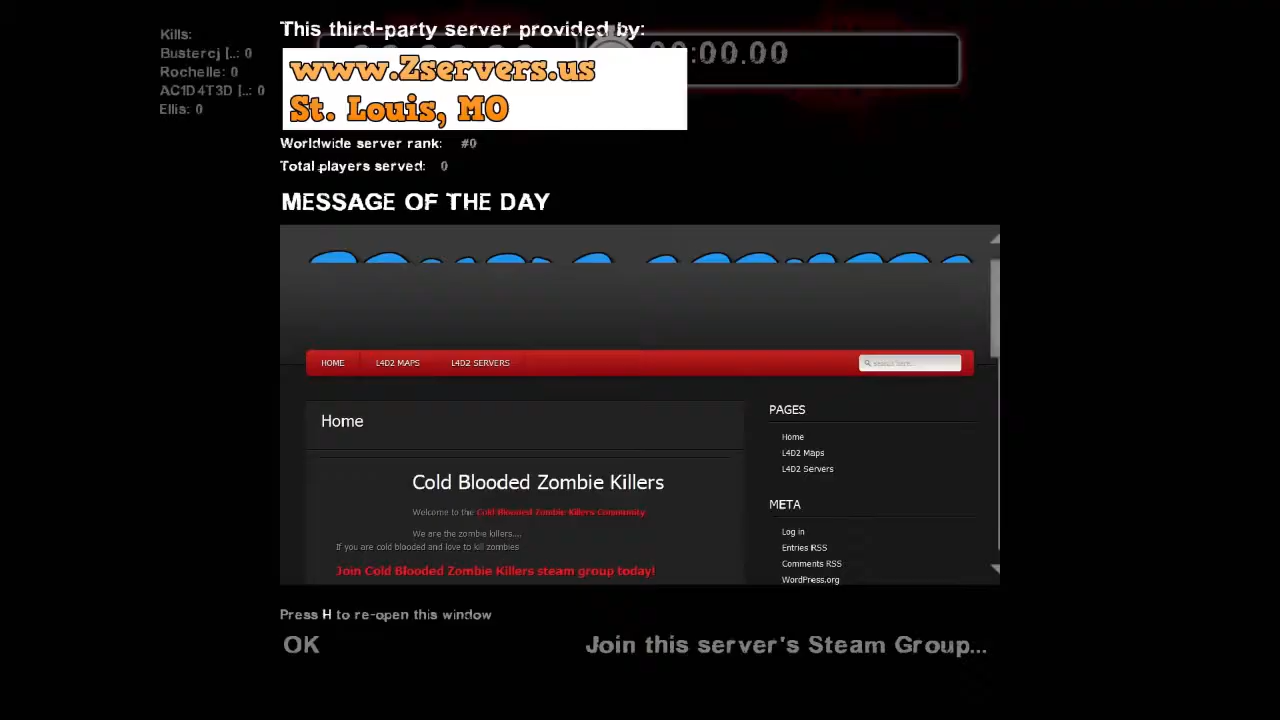 Kills:
Bustercj [..: 0
Rochelle: 0
AC1D4T3D [..: 0
Ellis: 0
This third-party server provided by:
:00.00
www.Zservers.us
St. Louis, MO
Worldwide server rank: #0
Total players served: 0
MESSAGE OF THE DAY
HOME L4D2 MAPS L4D2 SERVERS
Home
Cold Blooded Zombie Killers
Welcome to the Cold Blooded Zombie Killers Community
We are the zombie killers....
If you are cold blooded and love to kill zombies
Join Cold Blooded Zombie Killers steam group today!
PAGES
Home
L4D2 Maps
L4D2 Servers
META
Log in
Entries RSS
Comments RSS
WordPress.org
Press H to re-open this window
OK
Join this server's Steam Group...